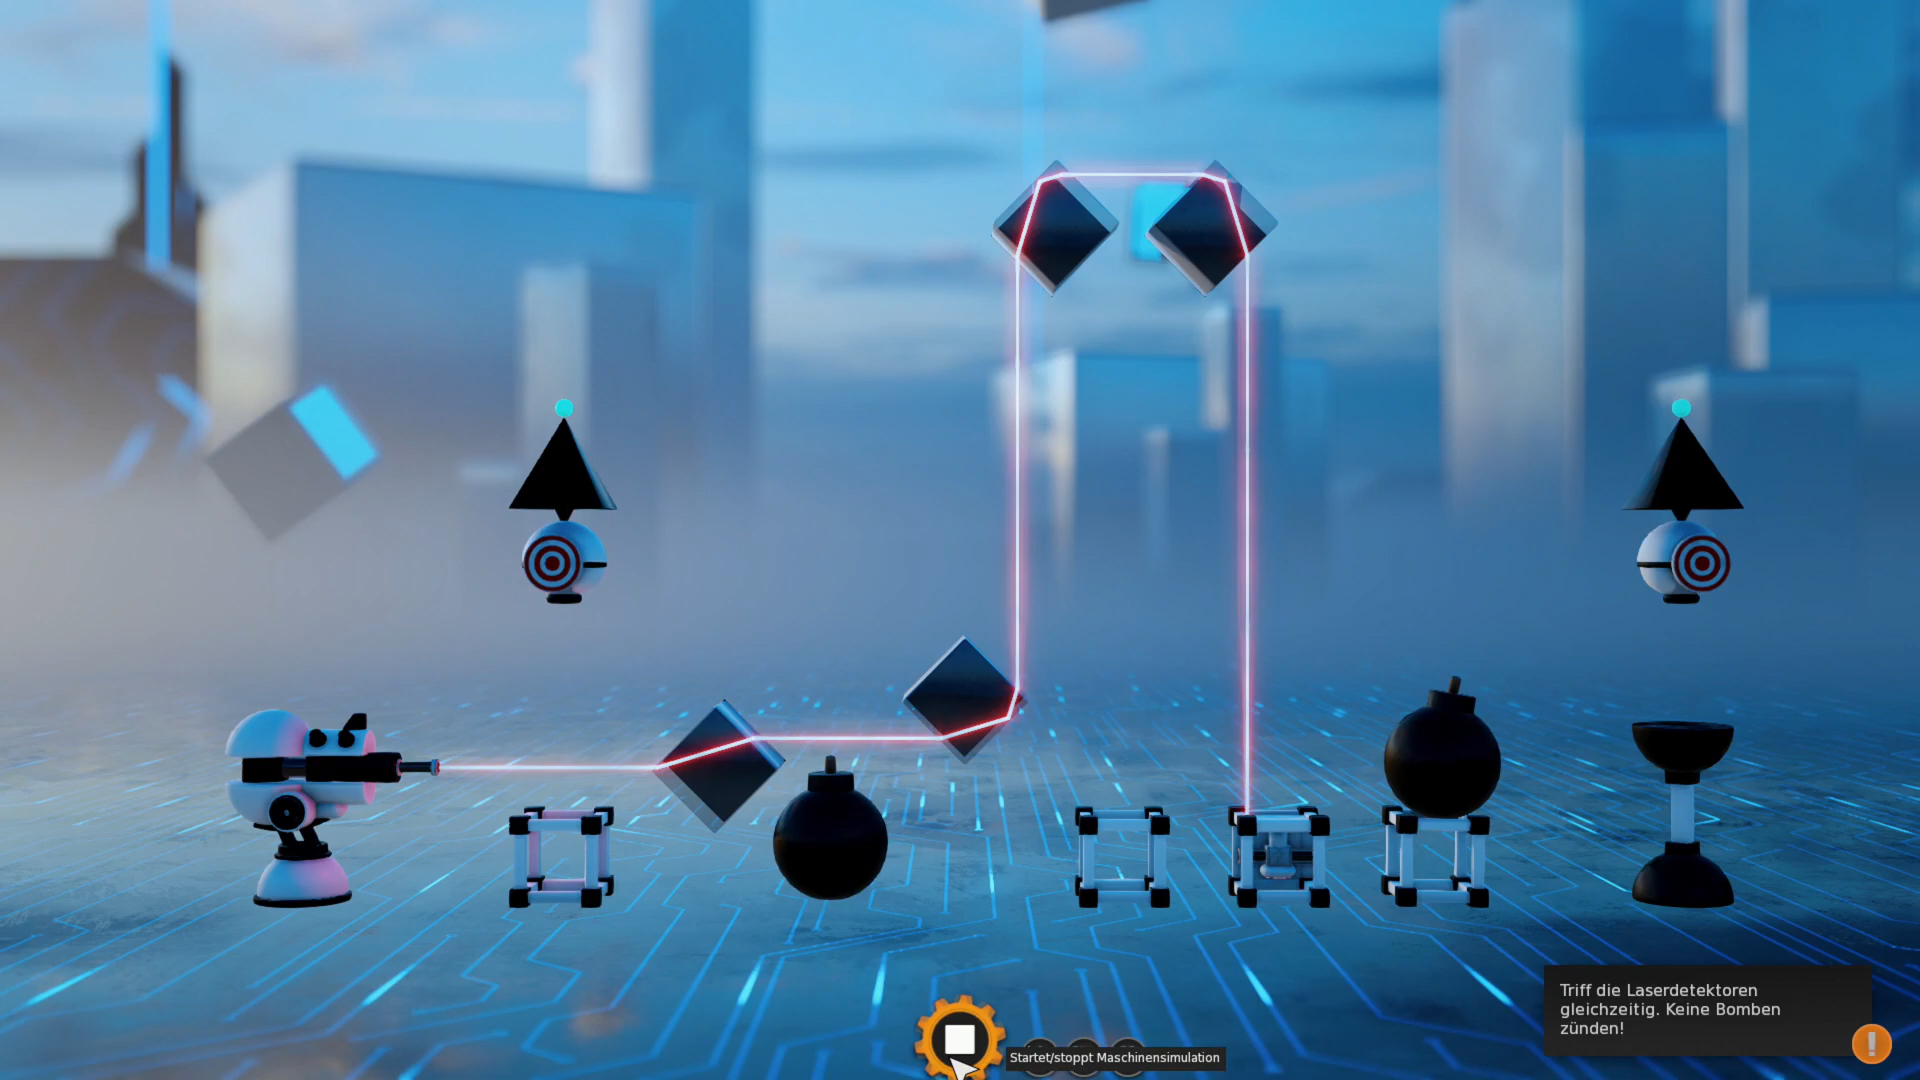 Triff die Laserdetektoren
gleichzeitig. Keine Bomben
zünden!
Startet/stoppt Maschinensimulation